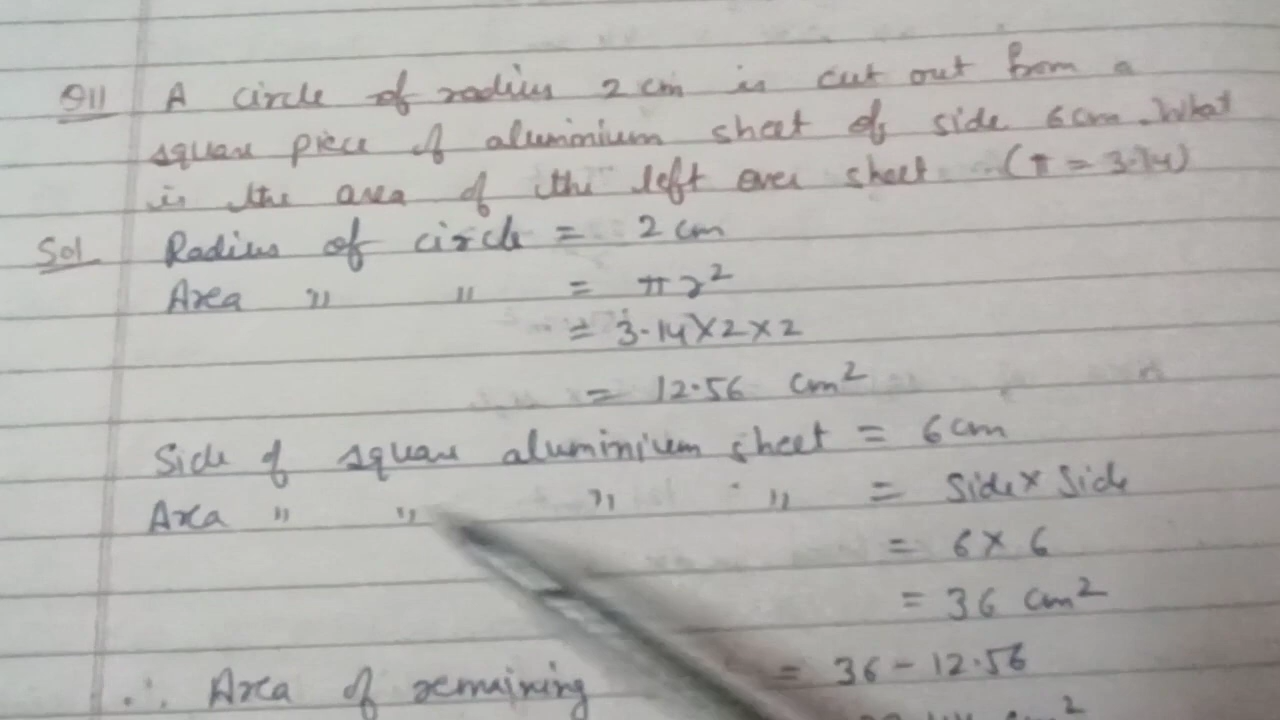 Q11 A circle of radius 2 cm is cut out from a
square piece of aluminium sheet of side 6cm. What
is the area of the left over sheet. (π = 3.14)
Sol Radius of circle = 2 cm
Area " " = πr²
= 3.14×2×2
= 12.56 cm²
Side of square aluminium sheet = 6 cm
Area " " " " = Side × Side
= 6 × 6
= 36 cm²
∴ Area of remaining = 36 - 12.56
cm²